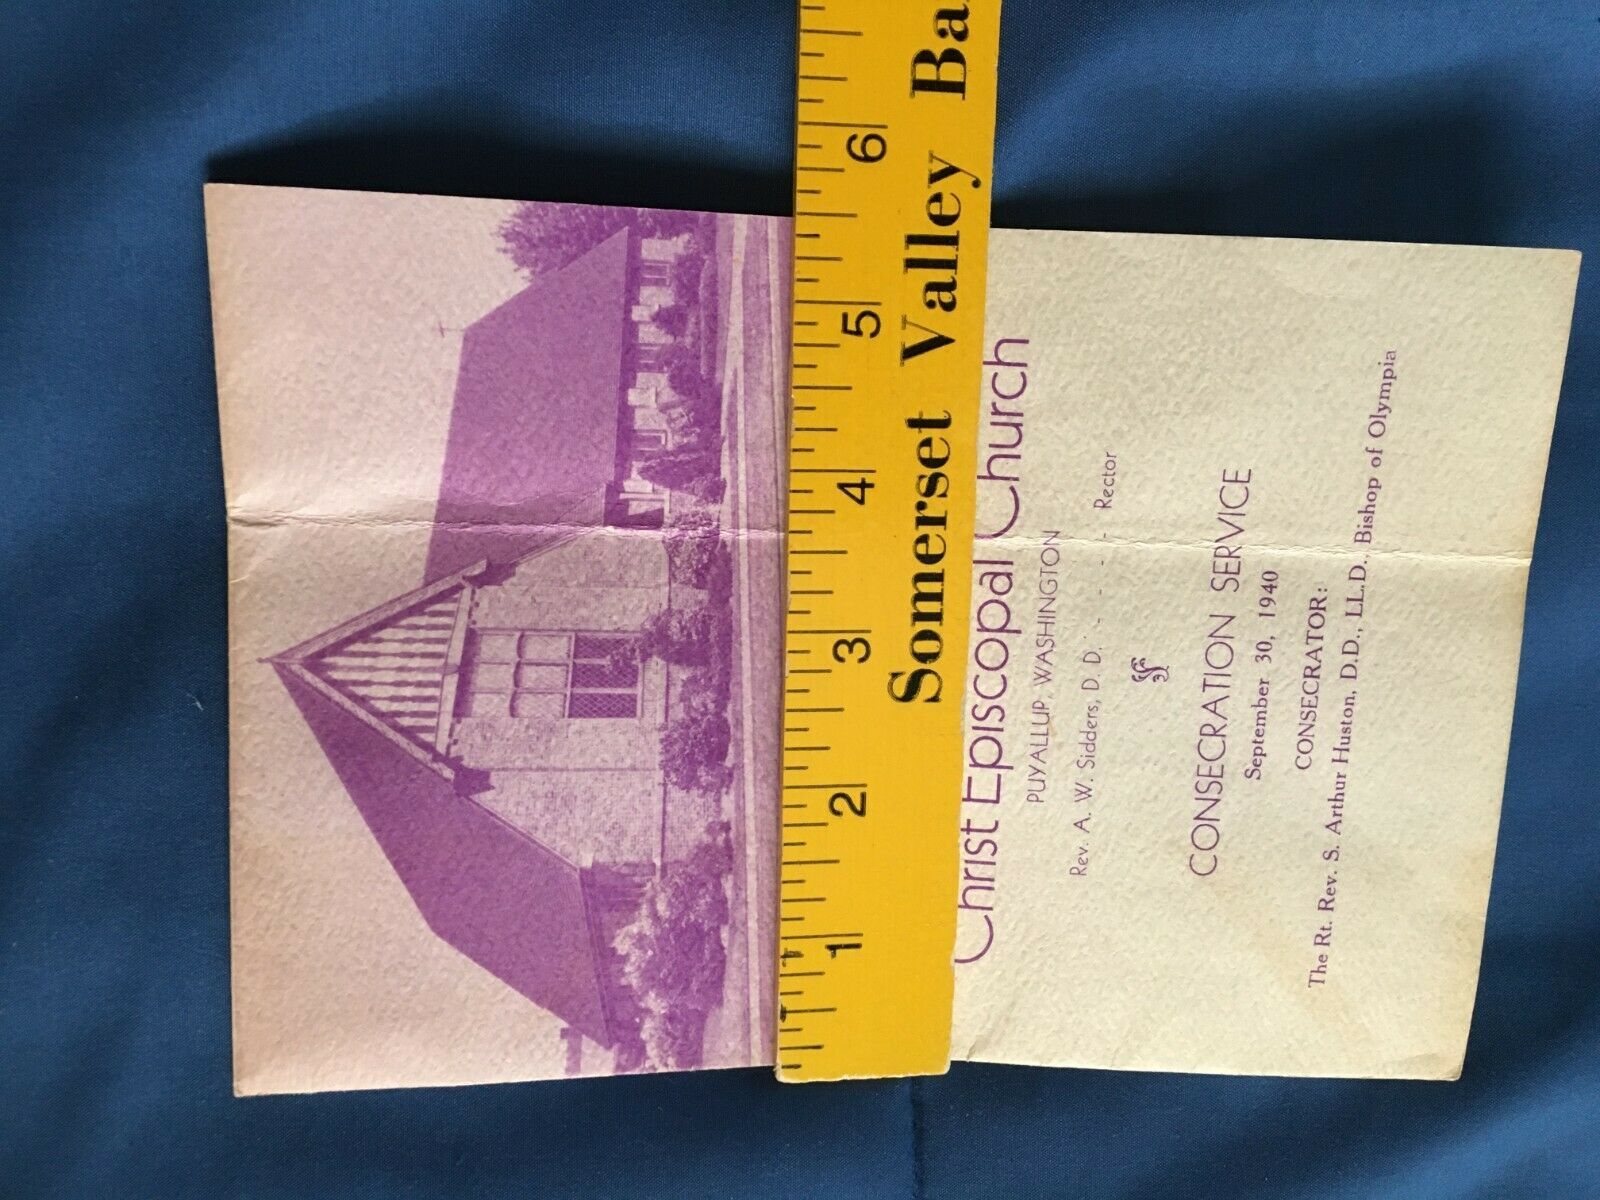 1 2 3 4 5 6
Somerset Valley
Christ Episcopal Church
PUYALLUP, WASHINGTON
Rev. A. W. Sidders, D. D. - - - - Rector
CONSECRATION SERVICE
September 30, 1940
CONSECRATOR:
The Rt. Rev. S. Arthur Huston, D.D., LL.D., Bishop of Olympia